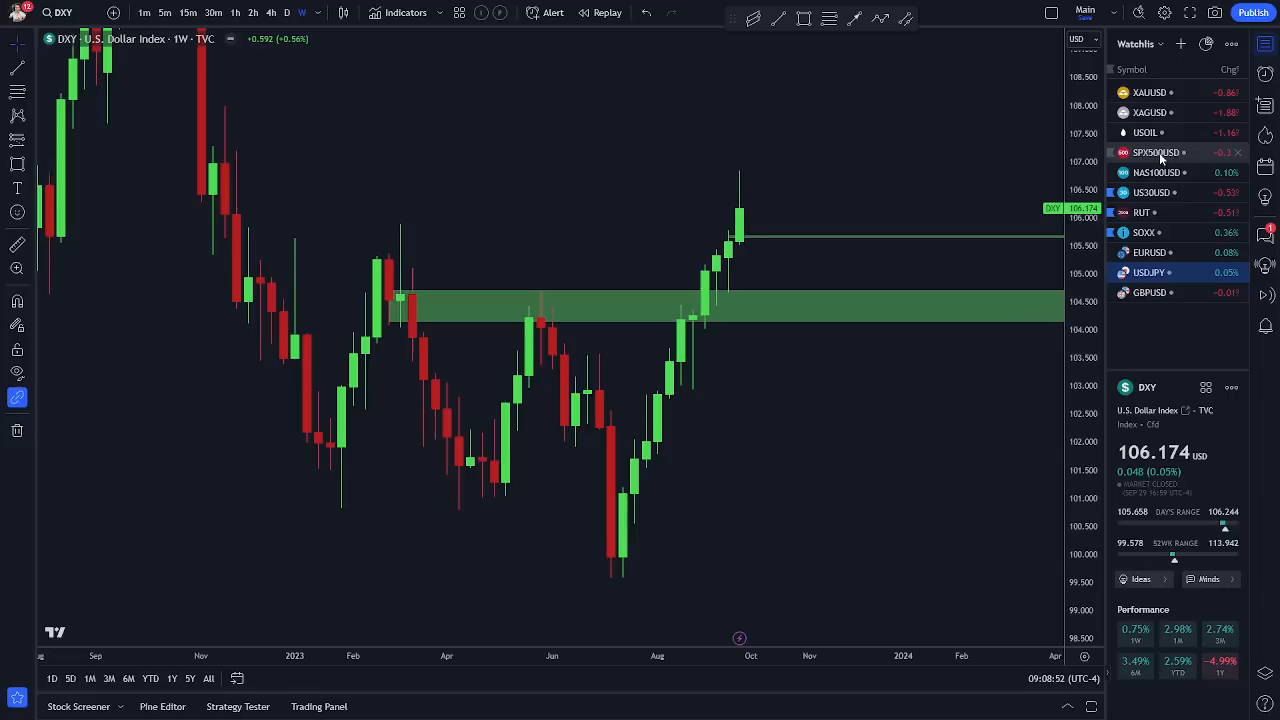 12
DXY
1m 5m 15m 30m 1h 2h 4h D W
Indicators
Alert
Replay
Main
Save
Publish
DXY · U.S. Dollar Index · 1W · TVC
+0.592 (+0.56%)
USD
108.500
108.000
107.500
107.000
106.500
DXY 106.174
106.000
105.500
105.000
104.500
104.000
103.500
103.000
102.500
102.000
101.500
101.000
100.500
100.000
99.500
99.000
98.500
Sep Nov 2023 Feb Apr Jun Aug Oct Nov 2024 Feb Apr
1D 5D 1M 3M 6M YTD 1Y 5Y All
09:08:52 (UTC-4)
Stock Screener
Pine Editor
Strategy Tester
Trading Panel
Watchlis
Symbol Chg
XAUUSD −0.86
XAGUSD −1.88
USOIL −1.16
SPX500USD −0.3
NAS100USD 0.10%
US30USD −0.53
RUT −0.51
SOXX 0.36%
EURUSD 0.08%
USDJPY 0.05%
GBPUSD −0.01
1
DXY
U.S. Dollar Index · TVC
Index · Cfd
106.174 USD
0.048 (0.05%)
MARKET CLOSED
(SEP 29 16:59 UTC-4)
105.658 DAY'S RANGE 106.244
99.578 52WK RANGE 113.942
Ideas
Minds
Performance
0.75% 2.98% 2.74%
1W 1M 3M
3.49% 2.59% −4.99%
6M YTD 1Y